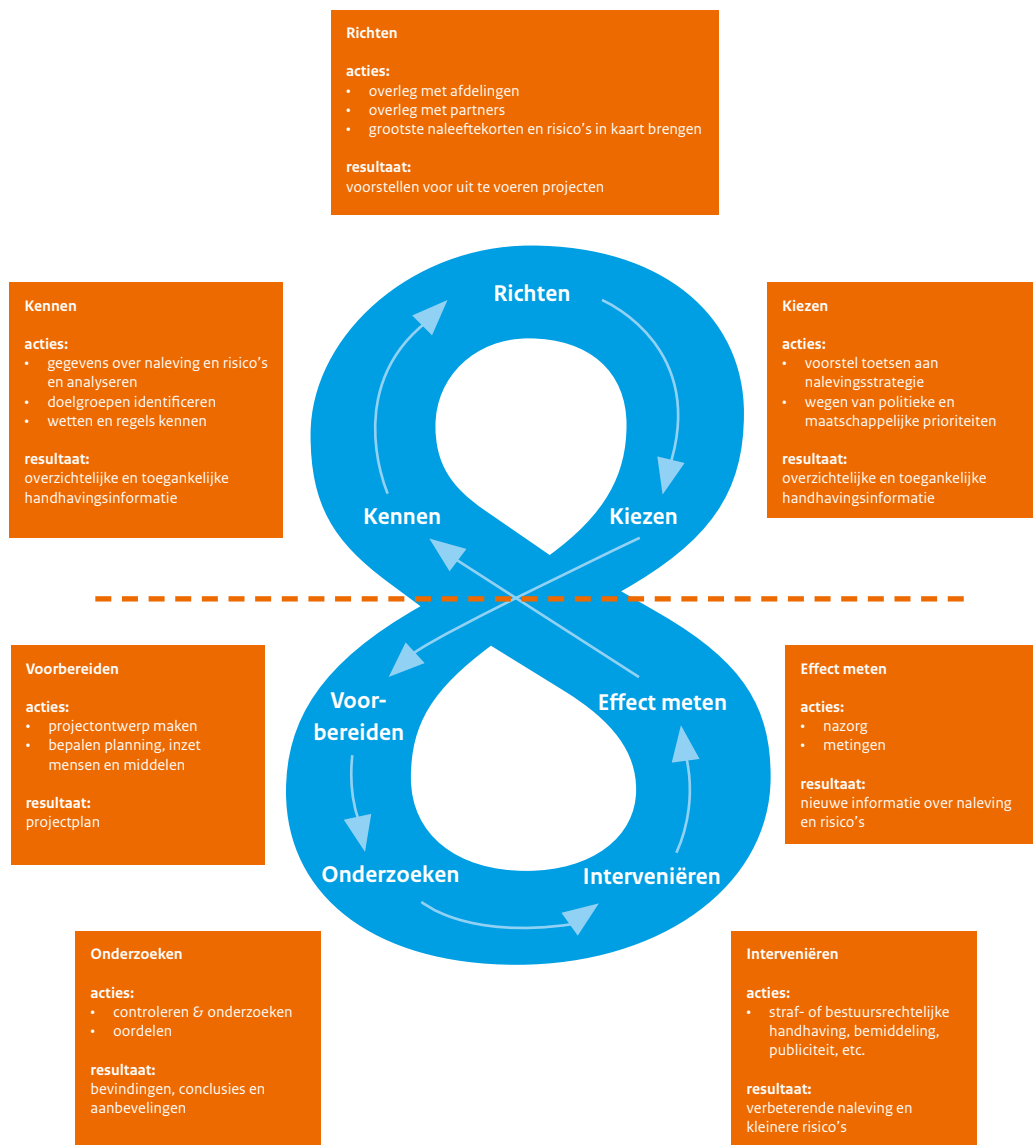 Richten
acties:
• overleg met afdelingen
• overleg met partners
• grootste naleeftekorten en risico's in kaart brengen
resultaat:
voorstellen voor uit te voeren projecten
Kennen
acties:
• gegevens over naleving en risico's
en analyseren
• doelgroepen identificeren
• wetten en regels kennen
resultaat:
overzichtelijke en toegankelijke
handhavingsinformatie
Richten
Kennen
Kiezen
Kiezen
acties:
• voorstel toetsen aan
nalevingsstrategie
• wegen van politieke en
maatschappelijke prioriteiten
resultaat:
overzichtelijke en toegankelijke
handhavingsinformatie
Voorbereiden
acties:
• projectontwerp maken
• bepalen planning, inzet
mensen en middelen
resultaat:
projectplan
Voor-
bereiden
Effect meten
Onderzoeken
Interveniëren
Effect meten
acties:
• nazorg
• metingen
resultaat:
nieuwe informatie over naleving
en risico's
Onderzoeken
acties:
• controleren & onderzoeken
• oordelen
resultaat:
bevindingen, conclusies en
aanbevelingen
Interveniëren
acties:
• straf- of bestuursrechtelijke
handhaving, bemiddeling,
publiciteit, etc.
resultaat:
verbeterende naleving en
kleinere risico's